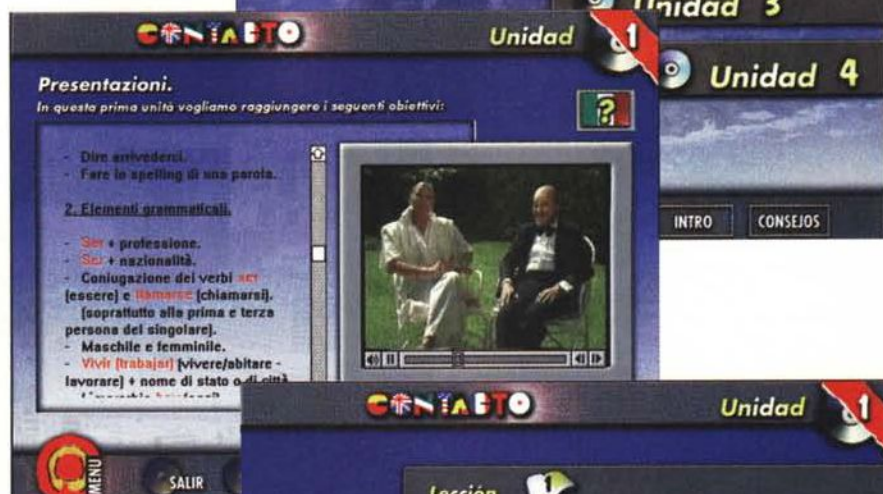 Unidad 3
CONTACTO
Unidad 1
Unidad 4
Presentazioni.
In questa prima unità vogliamo raggiungere i seguenti obiettivi:
?
- Dire arrivederci.
- Fare lo spelling di una parola.
2. Elementi grammaticali.
- Ser + professione.
- Ser + nazionalità.
- Coniugazione dei verbi ser
(essere) e llamarse (chiamarsi).
(soprattutto alla prima e terza
persona del singolare).
- Maschile e femminile.
- Vivir (trabajar) (vivere/abitare -
lavorare) + nome di stato o di città
INTRO
CONSEJOS
MENU
SALIR
CONTACTO
Unidad 1
Lección 1